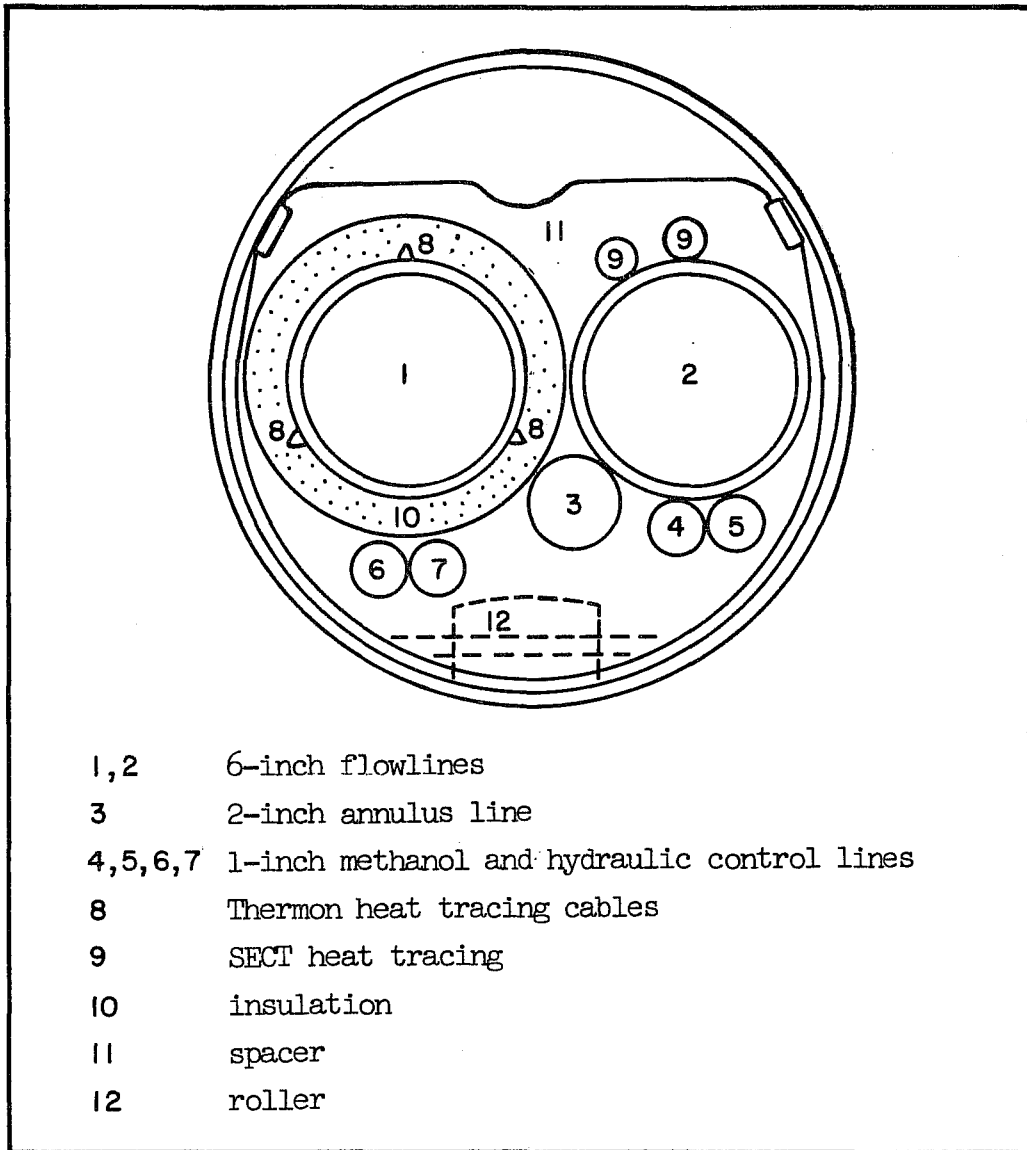 8
9
9
11
1
2
8
8
3
10
4
5
6
7
12
1,2 6-inch flowlines
3 2-inch annulus line
4,5,6,7 1-inch methanol and hydraulic control lines
8 Thermon heat tracing cables
9 SECT heat tracing
10 insulation
11 spacer
12 roller